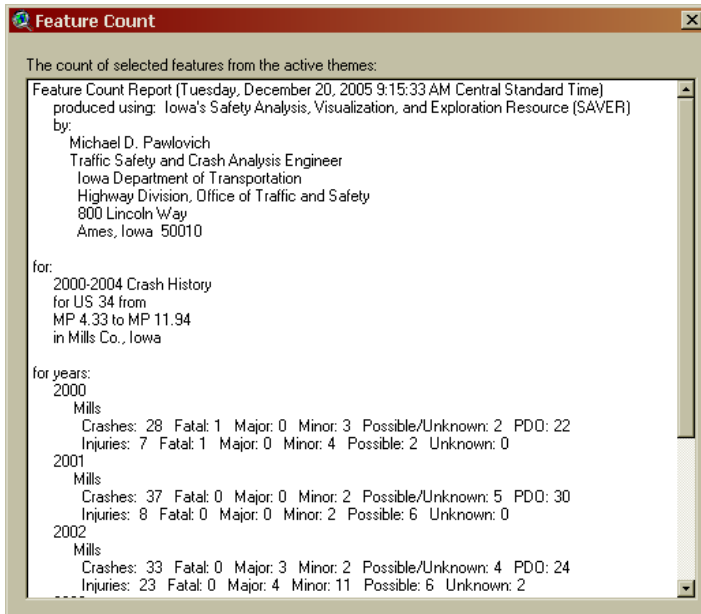 Feature Count
The count of selected features from the active themes:
Feature Count Report (Tuesday, December 20, 2005 9:15:33 AM Central Standard Time)
produced using: Iowa's Safety Analysis, Visualization, and Exploration Resource (SAVER)
by:
Michael D. Pawlovich
Traffic Safety and Crash Analysis Engineer
Iowa Department of Transportation
Highway Division, Office of Traffic and Safety
800 Lincoln Way
Ames, Iowa 50010
for:
2000-2004 Crash History
for US 34 from
MP 4.33 to MP 11.94
in Mills Co., Iowa
for years:
2000
Mills
Crashes: 28 Fatal: 1 Major: 0 Minor: 3 Possible/Unknown: 2 PDO: 22
Injuries: 7 Fatal: 1 Major: 0 Minor: 4 Possible: 2 Unknown: 0
2001
Mills
Crashes: 37 Fatal: 0 Major: 0 Minor: 2 Possible/Unknown: 5 PDO: 30
Injuries: 8 Fatal: 0 Major: 0 Minor: 2 Possible: 6 Unknown: 0
2002
Mills
Crashes: 33 Fatal: 0 Major: 3 Minor: 2 Possible/Unknown: 4 PDO: 24
Injuries: 23 Fatal: 0 Major: 4 Minor: 11 Possible: 6 Unknown: 2